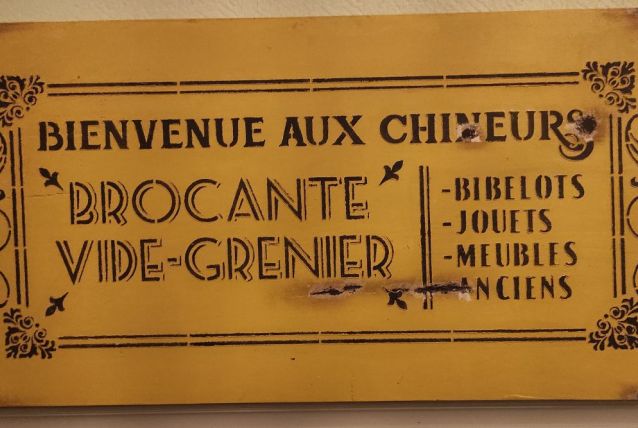 BIENVENUE AUX CHINEURS
BROCANTE
VIDE-GRENIER
-BIBELOTS
-JOUETS
-MEUBLES
ANCIENS